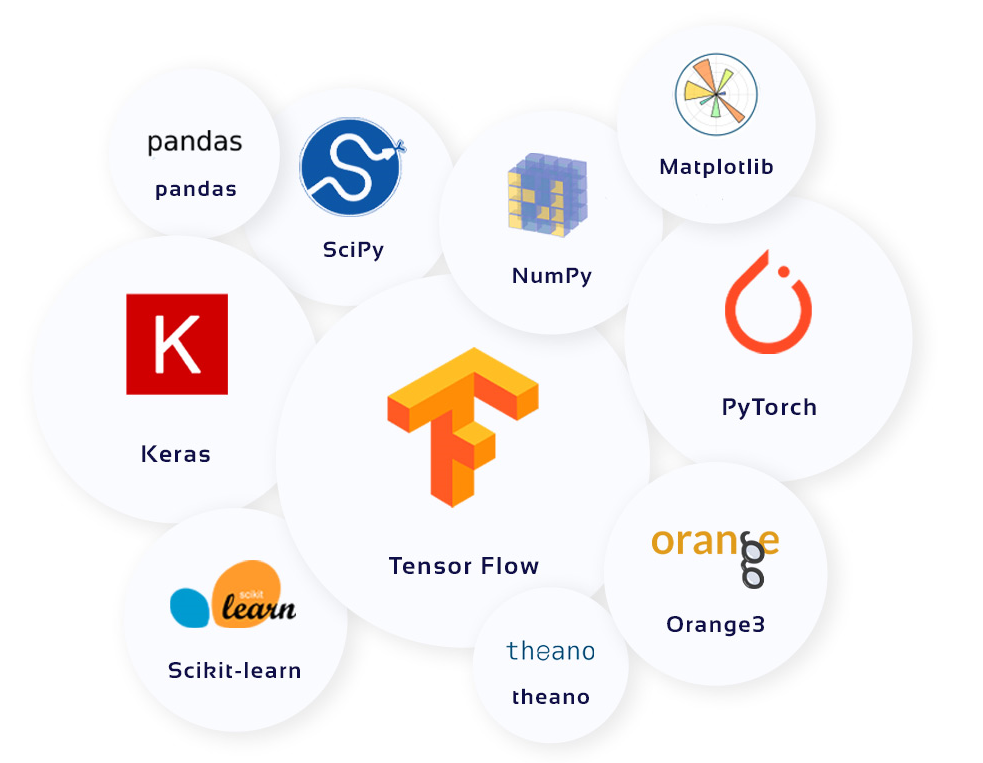 Matplotlib
pandas
pandas
SciPy
NumPy
K
Keras
PyTorch
Tensor Flow
orange
Orange3
scikit
learn
Scikit-learn
theano
theano